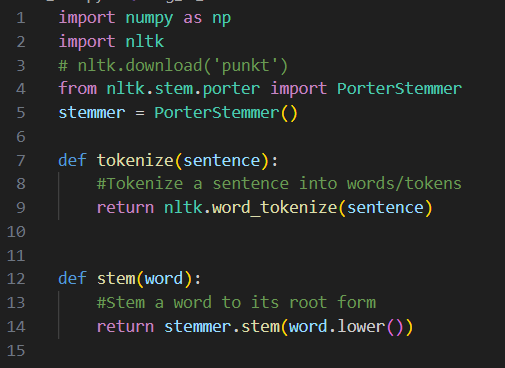 1 import numpy as np
2 import nltk
3 # nltk.download('punkt')
4 from nltk.stem.porter import PorterStemmer
5 stemmer = PorterStemmer()
6
7 def tokenize(sentence):
8     #Tokenize a sentence into words/tokens
9     return nltk.word_tokenize(sentence)
10
11
12 def stem(word):
13     #Stem a word to its root form
14     return stemmer.stem(word.lower())
15